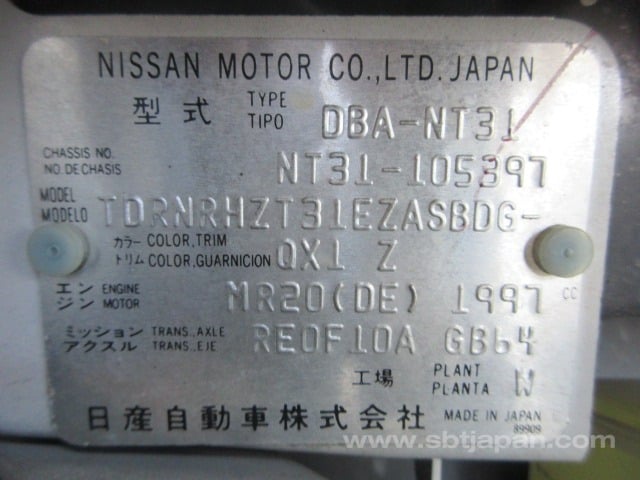 NISSAN MOTOR CO.,LTD. JAPAN
型式 TYPE TIPO DBA-NT31
CHASSIS NO. NO.DECHASIS NT31-105397
MODEL MODELO TDRNRHZT31EZASBDG-
カラー トリム COLOR,TRIM COLOR,GUARNICION QX1 Z
エンジン ENGINE MOTOR MR20(DE) 1997 CC
ミッション アクスル TRANS.,AXLE TRANS.,EJE RE0F10A GB64
工場 PLANT PLANTA W
日産自動車株式会社 MADE IN JAPAN
89909
www.sbtjapan.com